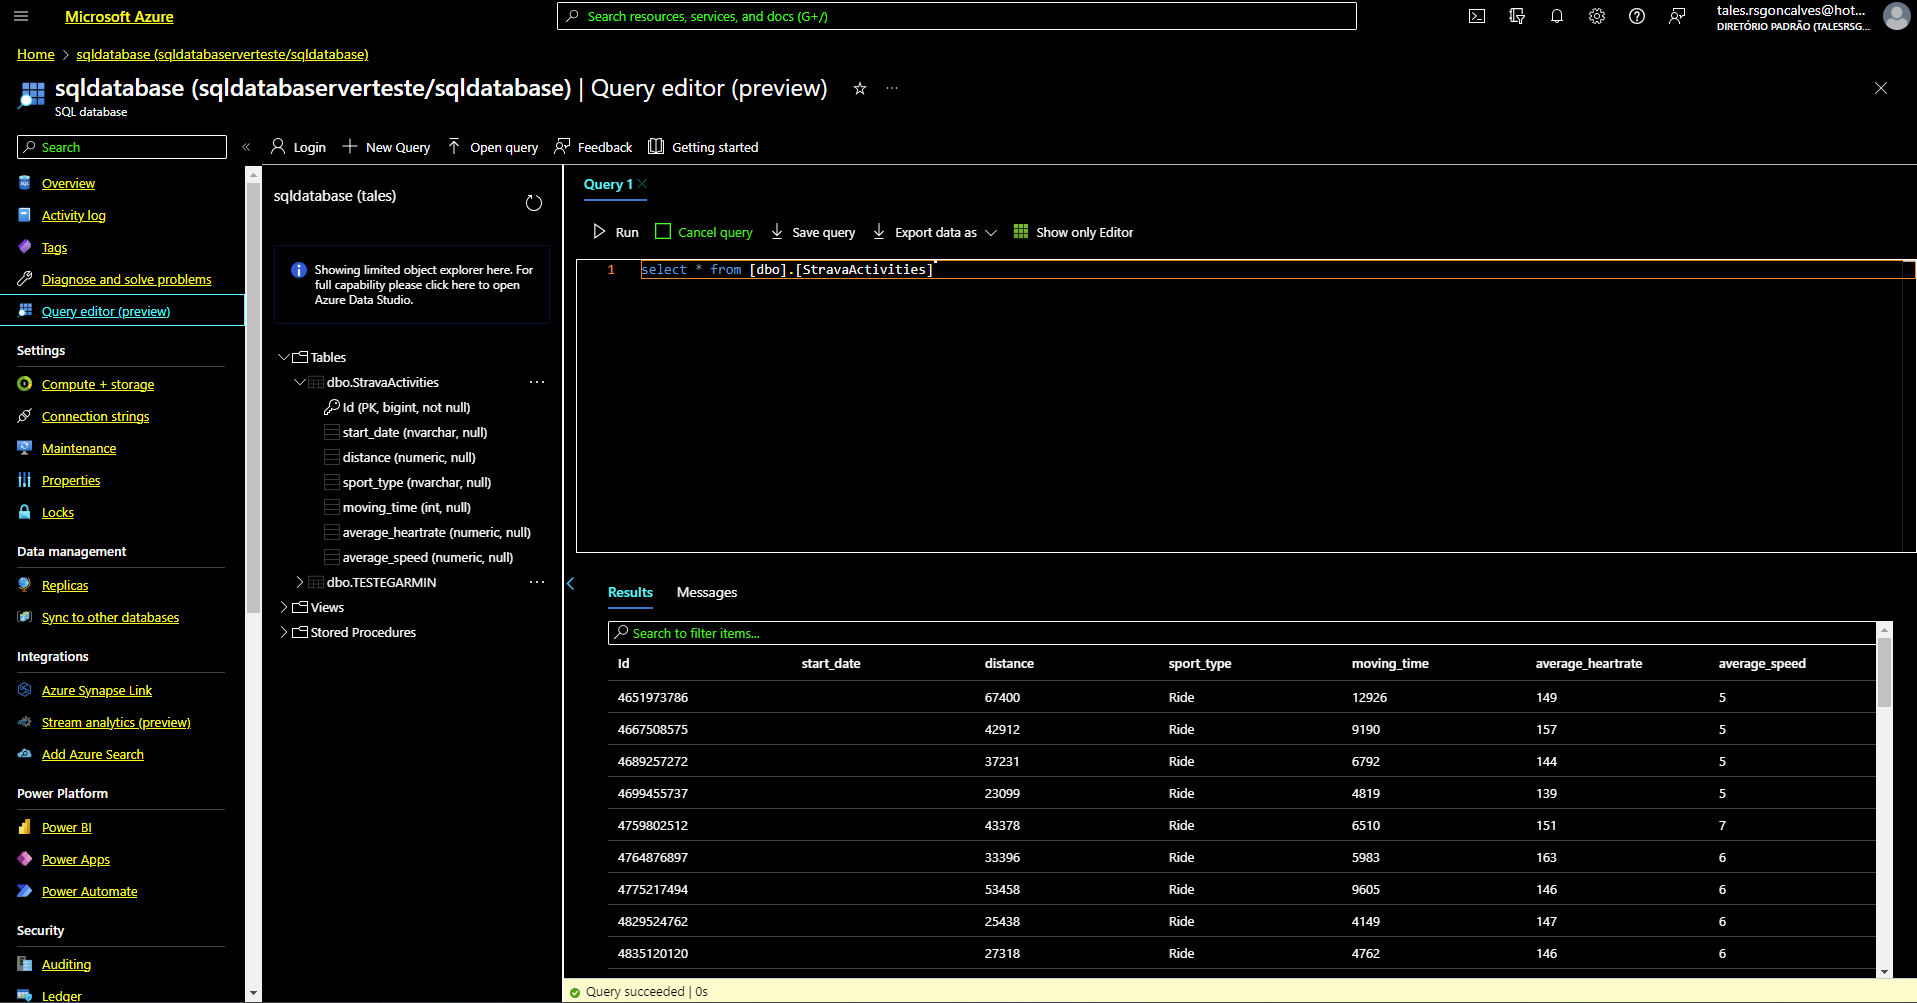 Microsoft Azure
Search resources, services, and docs (G+/)
tales.rsgoncalves@hot...
DIRETÓRIO PADRÃO (TALESRSG...
Home > sqldatabase (sqldatabaserverteste/sqldatabase)
sqldatabase (sqldatabaserverteste/sqldatabase) | Query editor (preview)
SQL database
Search
Login
New Query
Open query
Feedback
Getting started
Overview
Activity log
Tags
Diagnose and solve problems
Query editor (preview)
Settings
Compute + storage
Connection strings
Maintenance
Properties
Locks
Data management
Replicas
Sync to other databases
Integrations
Azure Synapse Link
Stream analytics (preview)
Add Azure Search
Power Platform
Power BI
Power Apps
Power Automate
Security
Auditing
Ledger
sqldatabase (tales)
Showing limited object explorer here. For
full capability please click here to open
Azure Data Studio.
Tables
dbo.StravaActivities
Id (PK, bigint, not null)
start_date (nvarchar, null)
distance (numeric, null)
sport_type (nvarchar, null)
moving_time (int, null)
average_heartrate (numeric, null)
average_speed (numeric, null)
dbo.TESTEGARMIN
Views
Stored Procedures
Query 1
Run Cancel query Save query Export data as Show only Editor
1 select * from [dbo].[StravaActivities]
Results Messages
Search to filter items...
Id start_date distance sport_type moving_time average_heartrate average_speed
4651973786 67400 Ride 12926 149 5
4667508575 42912 Ride 9190 157 5
4689257272 37231 Ride 6792 144 5
4699455737 23099 Ride 4819 139 5
4759802512 43378 Ride 6510 151 7
4764876897 33396 Ride 5983 163 6
4775217494 53458 Ride 9605 146 6
4829524762 25438 Ride 4149 147 6
4835120120 27318 Ride 4762 146 6
Query succeeded | 0s